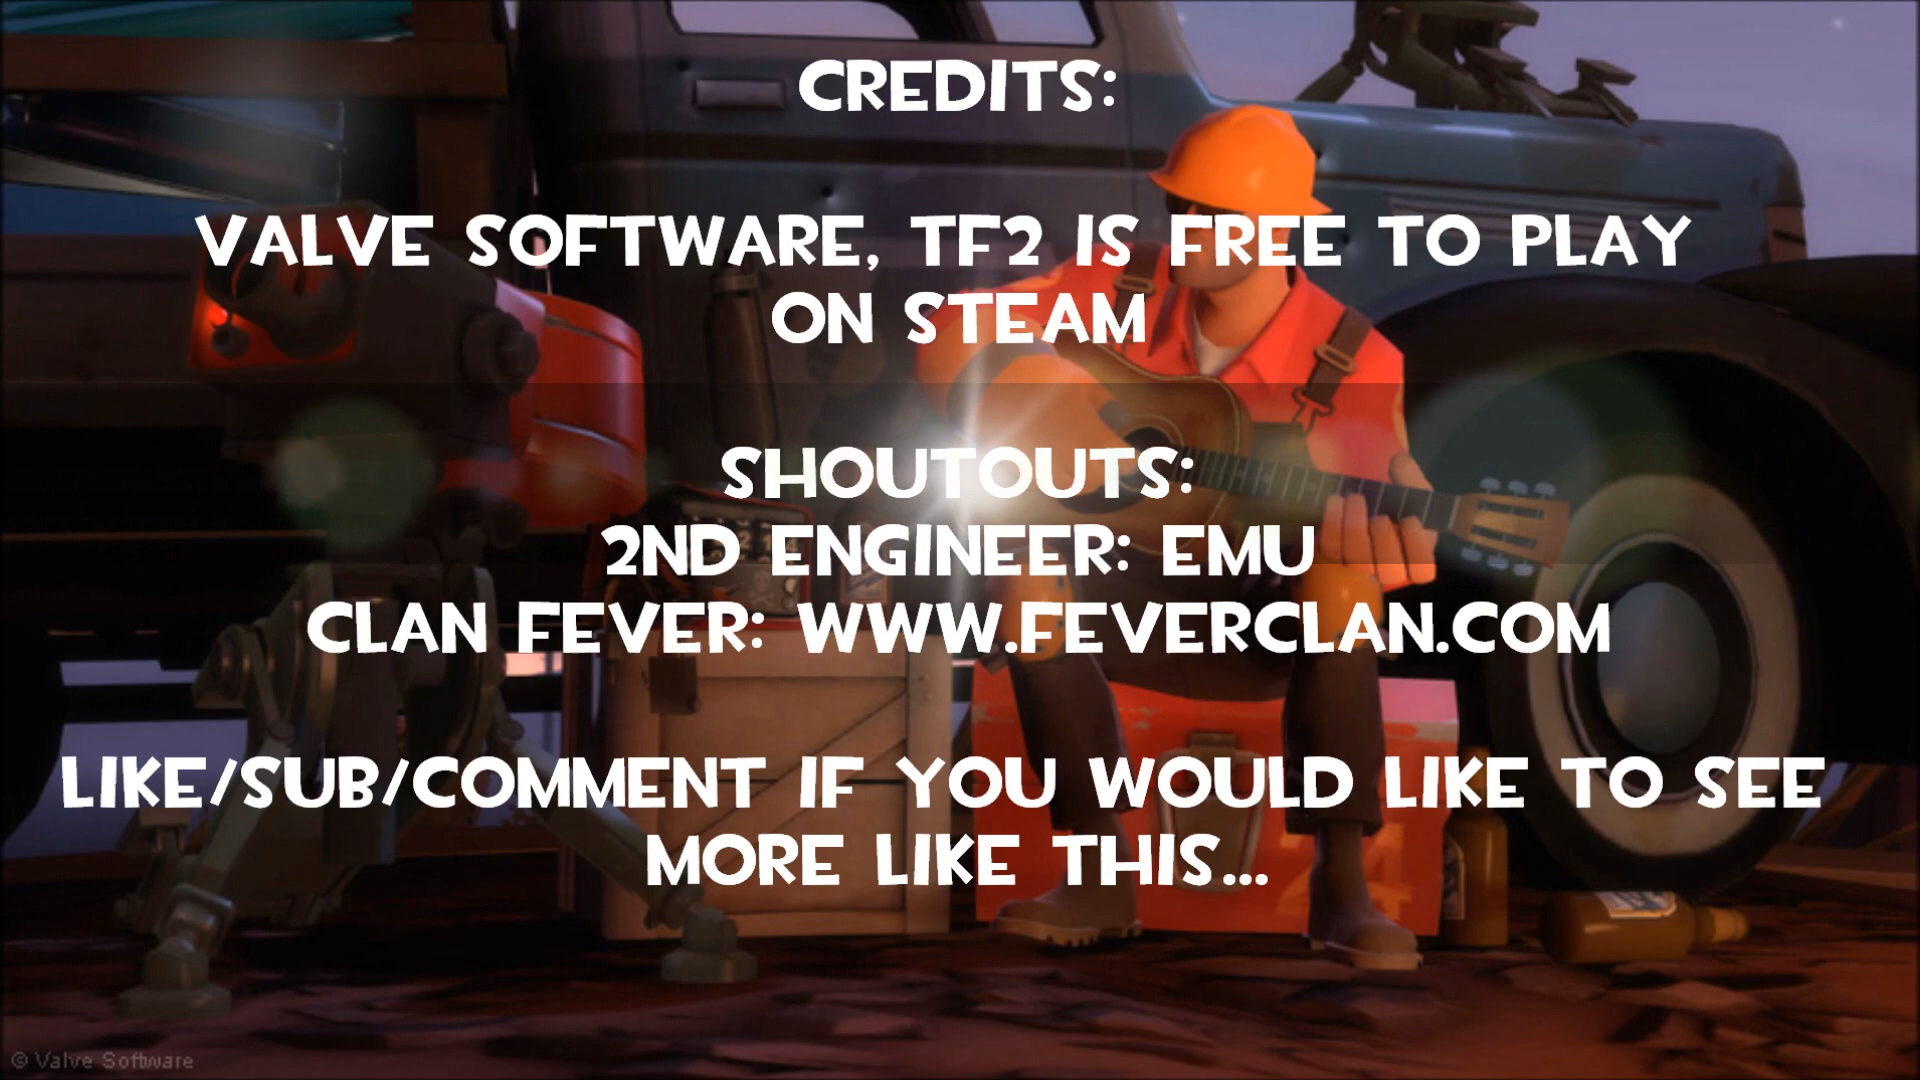 CREDITS:
VALVE SOFTWARE, TF2 IS FREE TO PLAY
ON STEAM
SHOUTOUTS:
2ND ENGINEER: EMU
CLAN FEVER: WWW.FEVERCLAN.COM
LIKE/SUB/COMMENT IF YOU WOULD LIKE TO SEE
MORE LIKE THIS...
© Valve Software